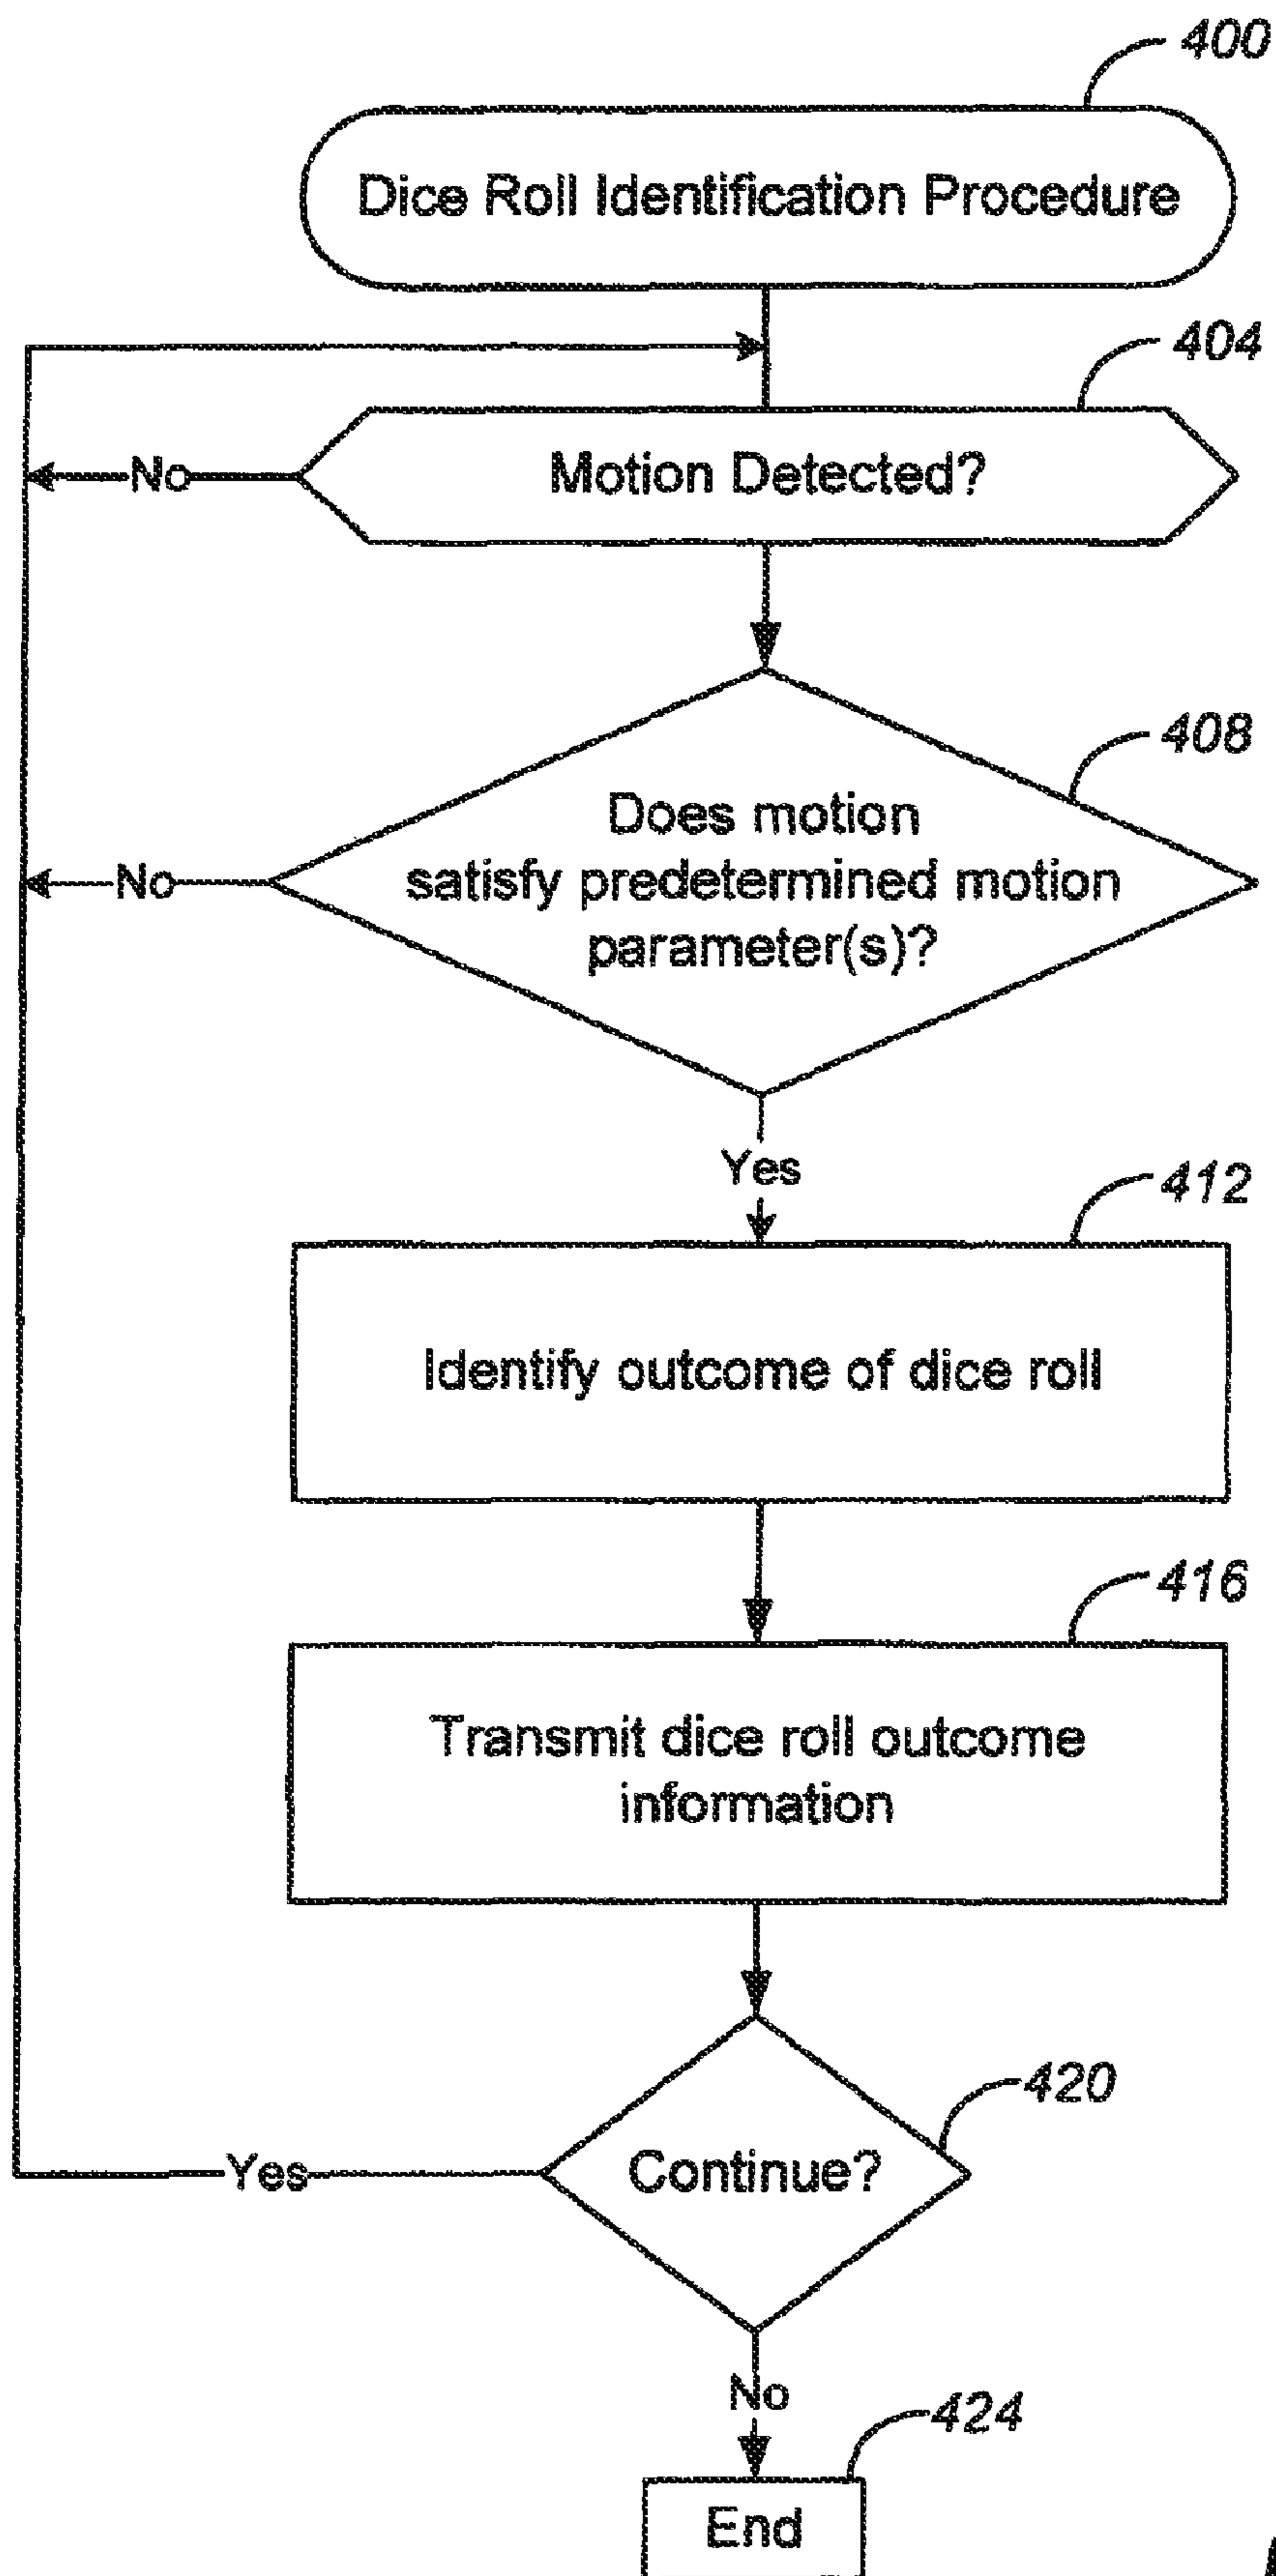 400
Dice Roll Identification Procedure
404
Motion Detected?
No
408
Does motion
satisfy predetermined motion
parameter(s)?
No
Yes
412
Identify outcome of dice roll
416
Transmit dice roll outcome
information
420
Continue?
Yes
No
424
End